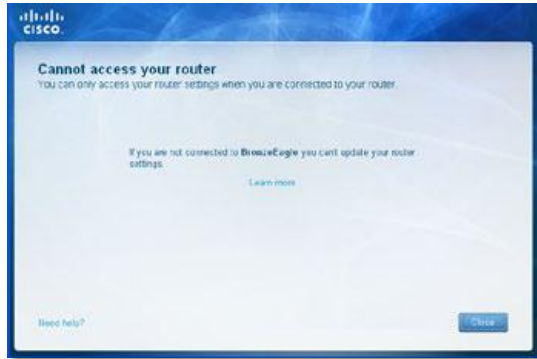 CISCO
Cannot access your router
You can only access your router settings when you are connected to your router.
If you are not connected to BronzeEagle you can't update your router
settings.
Learn more
Need help?
Close